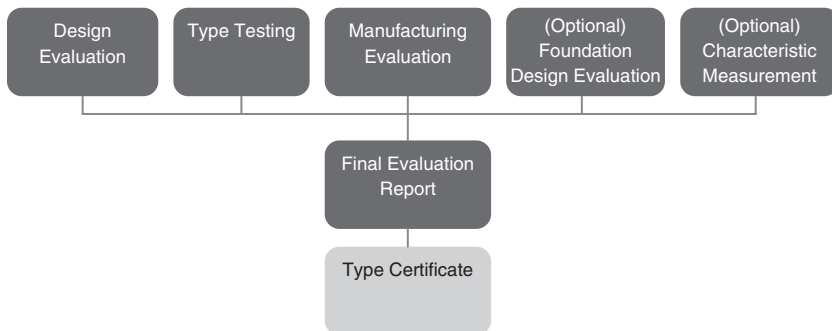 Design
Evaluation
Type Testing
Manufacturing
Evaluation
(Optional)
Foundation
Design Evaluation
(Optional)
Characteristic
Measurement
Final Evaluation
Report
Type Certificate